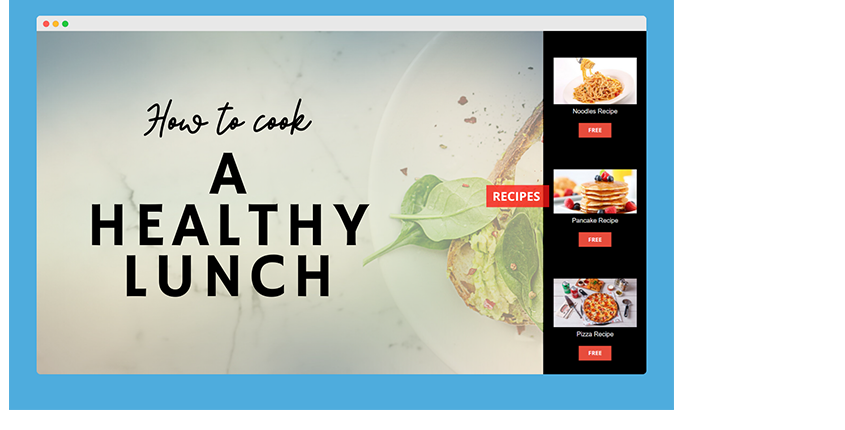 How to cook
A
HEALTHY
LUNCH
RECIPES
Noodles Recipe
FREE
Pancake Recipe
FREE
Pizza Recipe
FREE